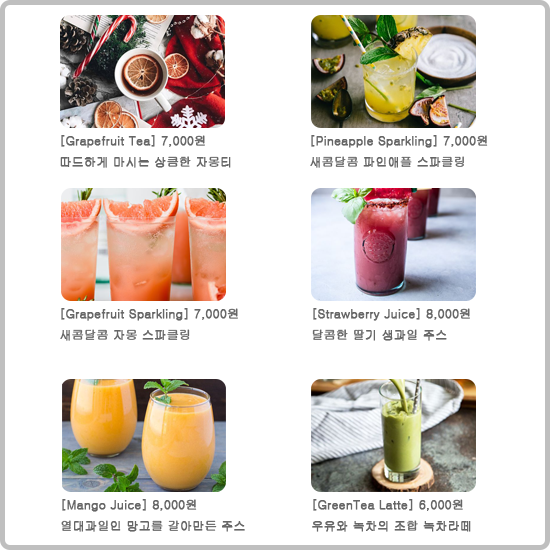 [Grapefruit Tea] 7,000원
따드하게 마시는 상큼한 자몽티
[Pineapple Sparkling] 7,000원
새콤달콤 파인애플 스파클링
[Grapefruit Sparkling] 7,000원
새콤달콤 자몽 스파클링
[Strawberry Juice] 8,000원
달콤한 딸기 생과일 주스
[Mango Juice] 8,000원
열대과일인 망고를 갈아만든 주스
[GreenTea Latte] 6,000원
우유와 녹차의 조합 녹차라떼